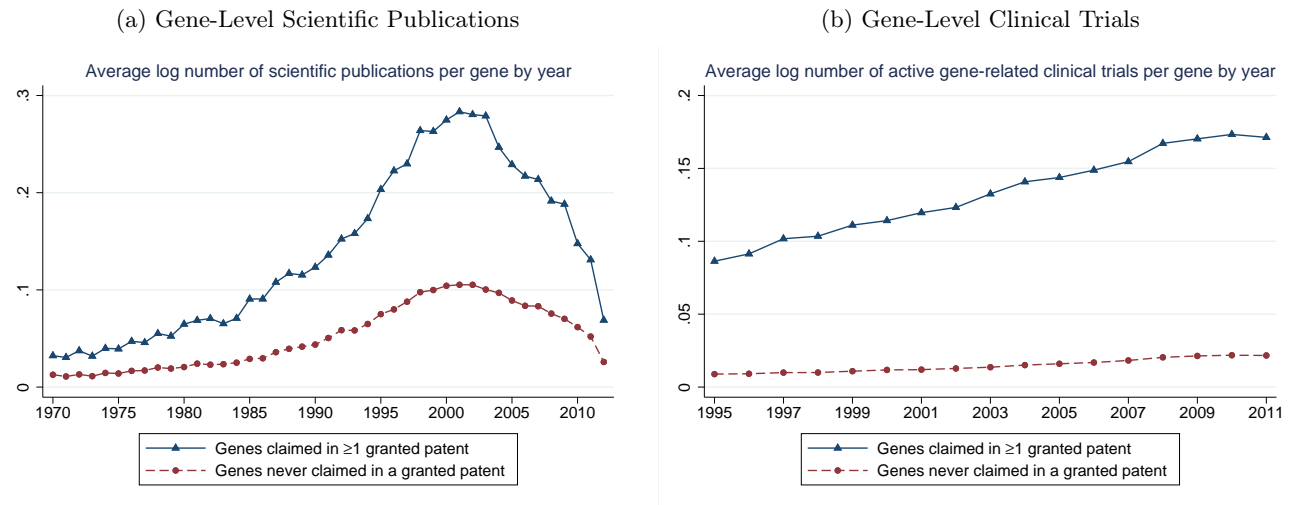 (a) Gene-Level Scientific Publications
Average log number of scientific publications per gene by year
.3
.2
.1
0
1970 1975 1980 1985 1990 1995 2000 2005 2010
Genes claimed in ≥1 granted patent
Genes never claimed in a granted patent
(b) Gene-Level Clinical Trials
Average log number of active gene-related clinical trials per gene by year
.2
.15
.1
.05
0
1995 1997 1999 2001 2003 2005 2007 2009 2011
Genes claimed in ≥1 granted patent
Genes never claimed in a granted patent